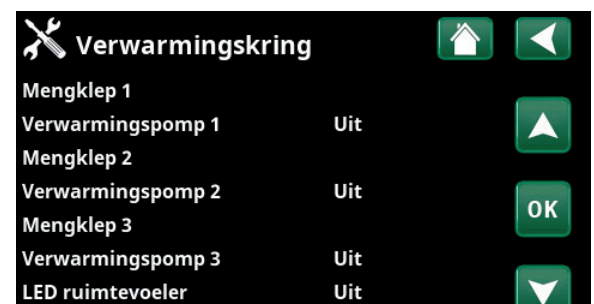 Verwarmingskring
Mengklep 1
Verwarmingspomp 1 Uit
Mengklep 2
Verwarmingspomp 2 Uit
OK
Mengklep 3
Verwarmingspomp 3 Uit
LED ruimtevoeler Uit